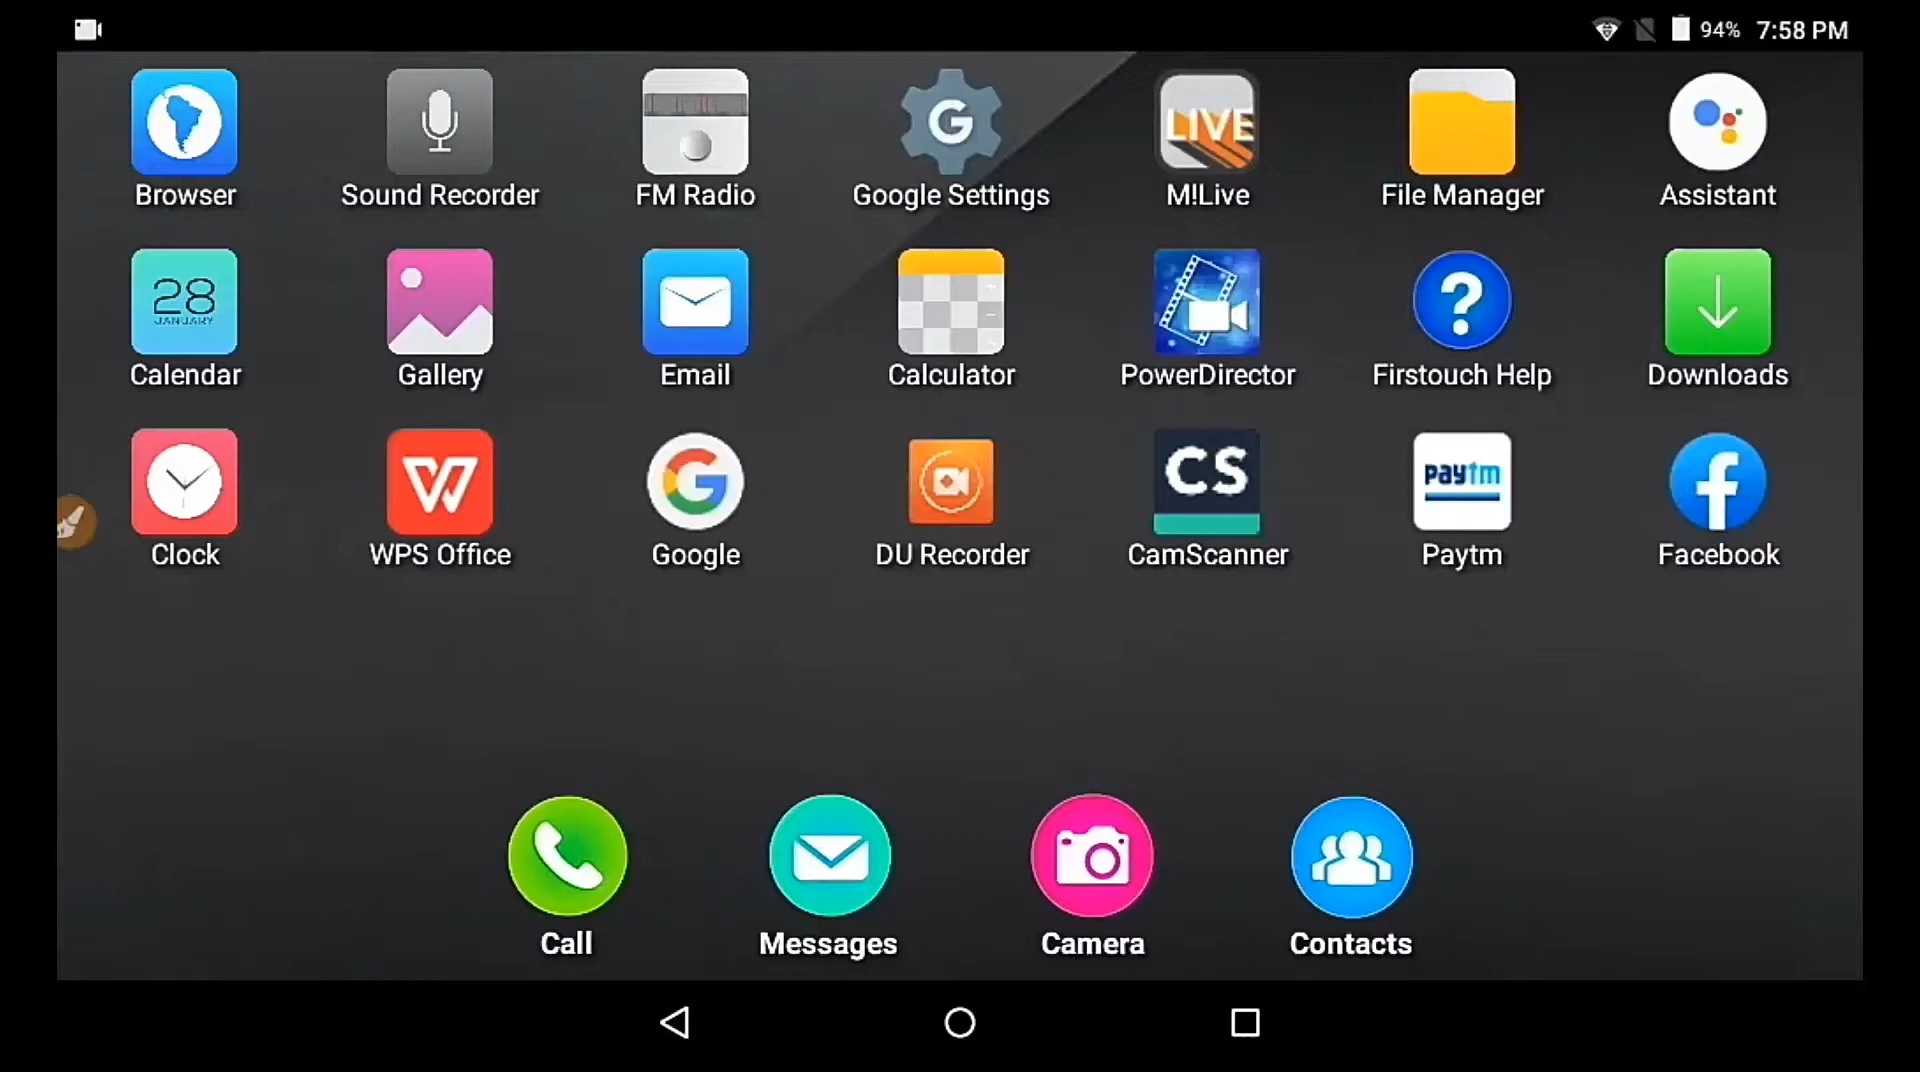 94% 7:58 PM
LIVE
Browser Sound Recorder FM Radio Google Settings M!Live File Manager Assistant
28
JANUARY
Calendar Gallery Email Calculator PowerDirector Firstouch Help Downloads
CS
paytm
Clock WPS Office Google DU Recorder CamScanner Paytm Facebook
Call Messages Camera Contacts